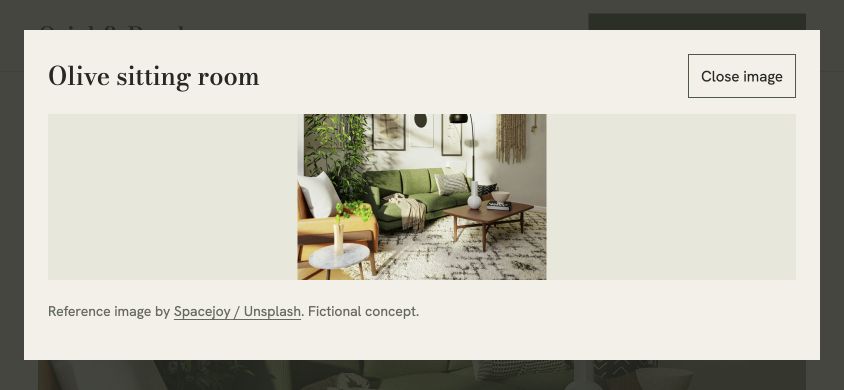 Olive sitting room
Close image
Reference image by Spacejoy / Unsplash. Fictional concept.